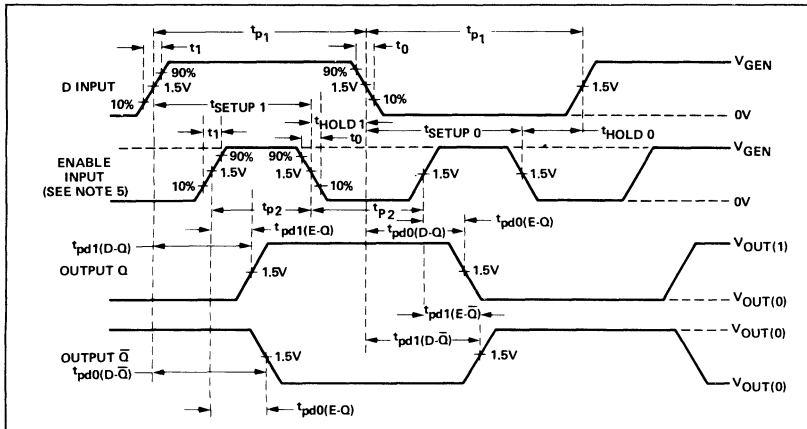 tp1 tp1
t1 t0
D INPUT
90% 90%
1.5V 1.5V 1.5V
10% 10%
VGEN
0V
tSETUP 1
tHOLD 1
tSETUP 0
tHOLD 0
t1 t0
ENABLE
INPUT
(SEE NOTE 5)
90% 90%
1.5V 1.5V 1.5V 1.5V
10% 10%
VGEN
0V
tp2 tP2
tpd1(E-Q)
tpd0(D-Q)
tpd0(E-Q)
tpd1(D-Q)
OUTPUT Q
1.5V 1.5V
VOUT(1)
VOUT(0)
tpd1(E-Q̅)
tpd1(D-Q̅)
OUTPUT Q̅
tpd0(D-Q̅)
1.5V 1.5V
VOUT(0)
VOUT(0)
tpd0(E-Q)